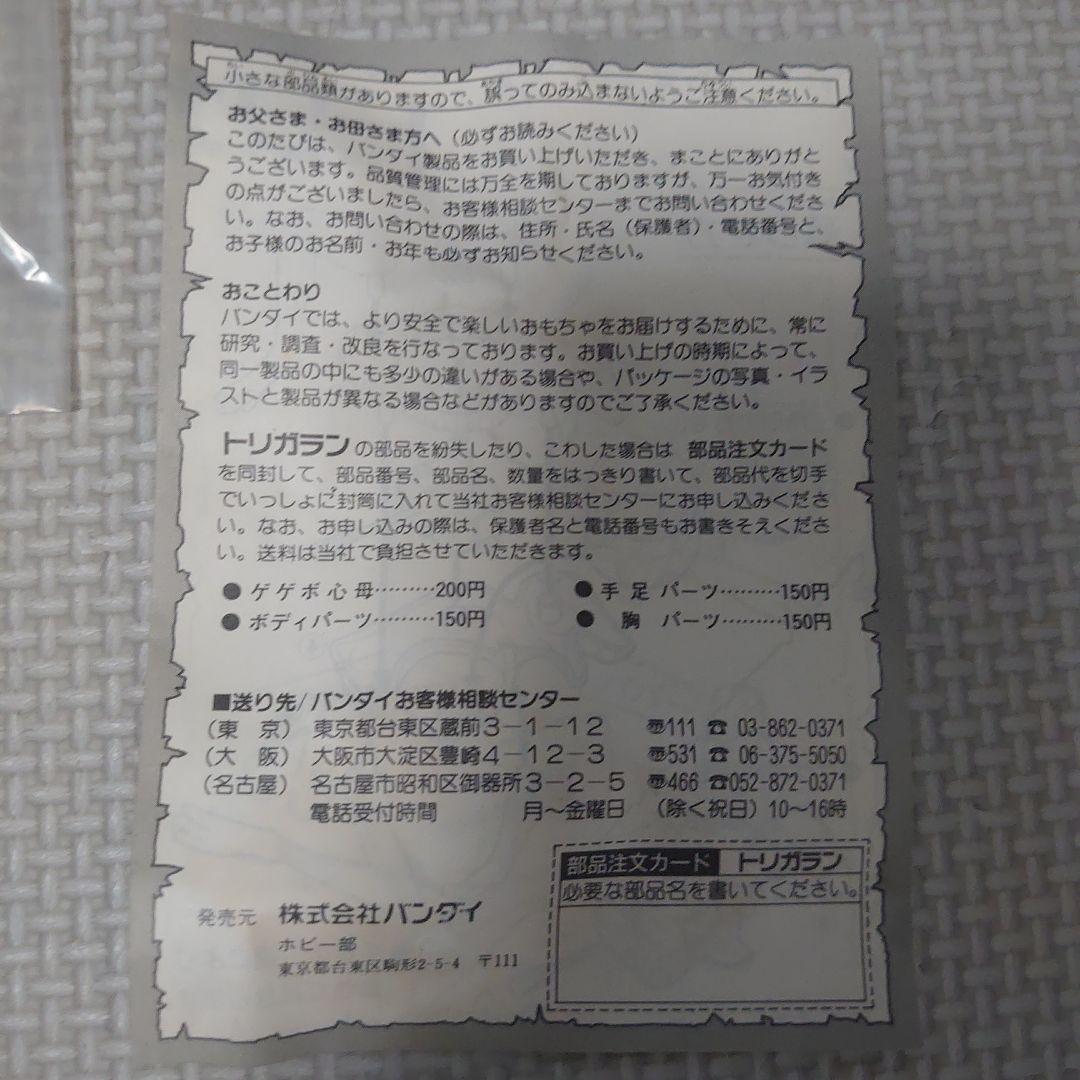 小さな部品類がありますので、誤ってのみ込まないようご注意ください。
お父さま・お母さま方へ(必ずお読みください)
このたびは、バンダイ製品をお買い上げいただき、まことにありがと
うございます。品質管理には万全を期しておりますが、万一お気付き
の点がございましたら、お客様相談センターまでお問い合わせくださ
い。なお、お問い合わせの際は、住所・氏名(保護者)・電話番号と、
お子様のお名前・お年も必ずお知らせください。
おことわり
バンダイでは、より安全で楽しいおもちゃをお届けするために、常に
研究・調査・改良を行なっております。お買い上げの時期によって、
同一製品の中にも多少の違いがある場合や、パッケージの写真・イラ
ストと製品が異なる場合などがありますのでご了承ください。
トリガランの部品を紛失したり、こわした場合は 部品注文カード
を同封して、部品番号、部品名、数量をはっきり書いて、部品代を切手
でいっしょに封筒に入れて当社お客様相談センターにお申し込みくださ
い。なお、お申し込みの際は、保護者名と電話番号もお書きそえくださ
い。送料は当社で負担させていただきます。
●ゲゲボ心母………200円 ●手足パーツ………150円
●ボディパーツ………150円 ●胸 パーツ………150円
■送り先/バンダイお客様相談センター
(東 京) 東京都台東区蔵前3-1-12 〠111 ☎ 03-862-0371
(大 阪) 大阪市大淀区豊崎4-12-3 〠531 ☎ 06-375-5050
(名古屋) 名古屋市昭和区御器所3-2-5 〠466 ☎052-872-0371
電話受付時間 月~金曜日 (除く祝日)10~16時
部品注文カード トリガラン
必要な部品名を書いてください。
発売元 株式会社バンダイ
ホビー部
東京都台東区駒形2-5-4 〒111